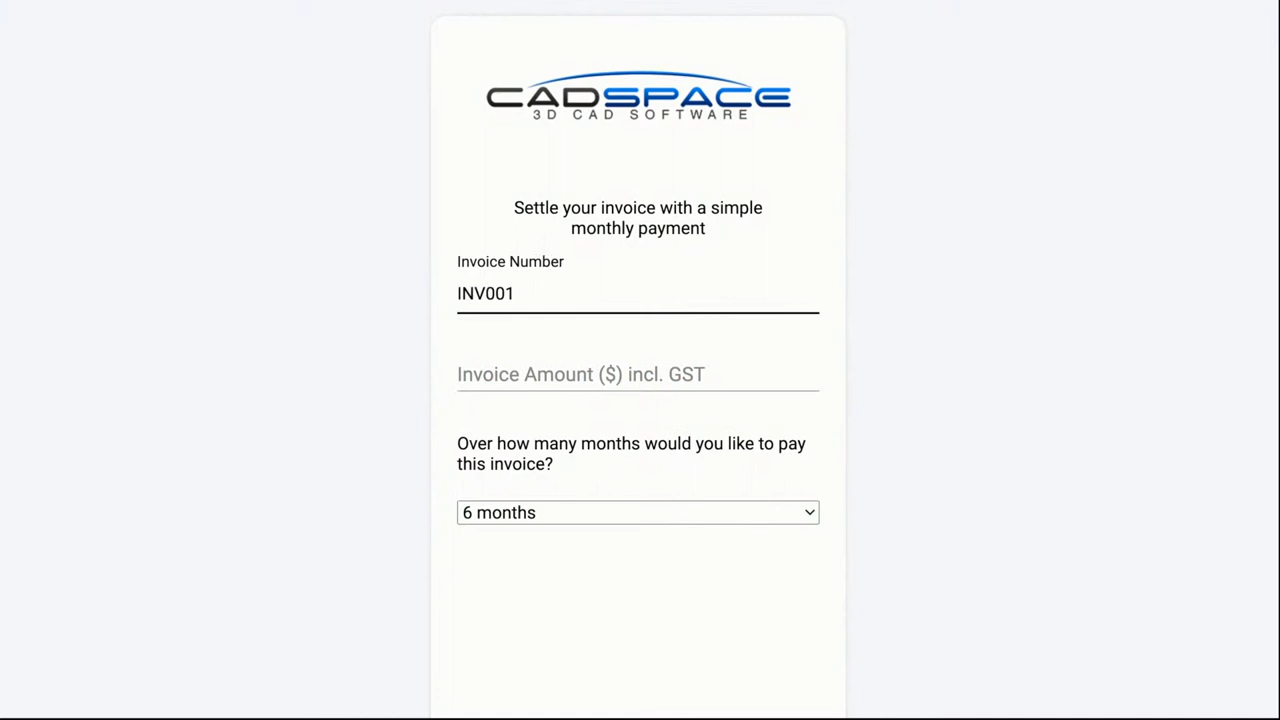 CADSPACE
3D CAD SOFTWARE
Settle your invoice with a simple
monthly payment
Invoice Number
INV001
Invoice Amount ($) incl. GST
Over how many months would you like to pay
this invoice?
6 months